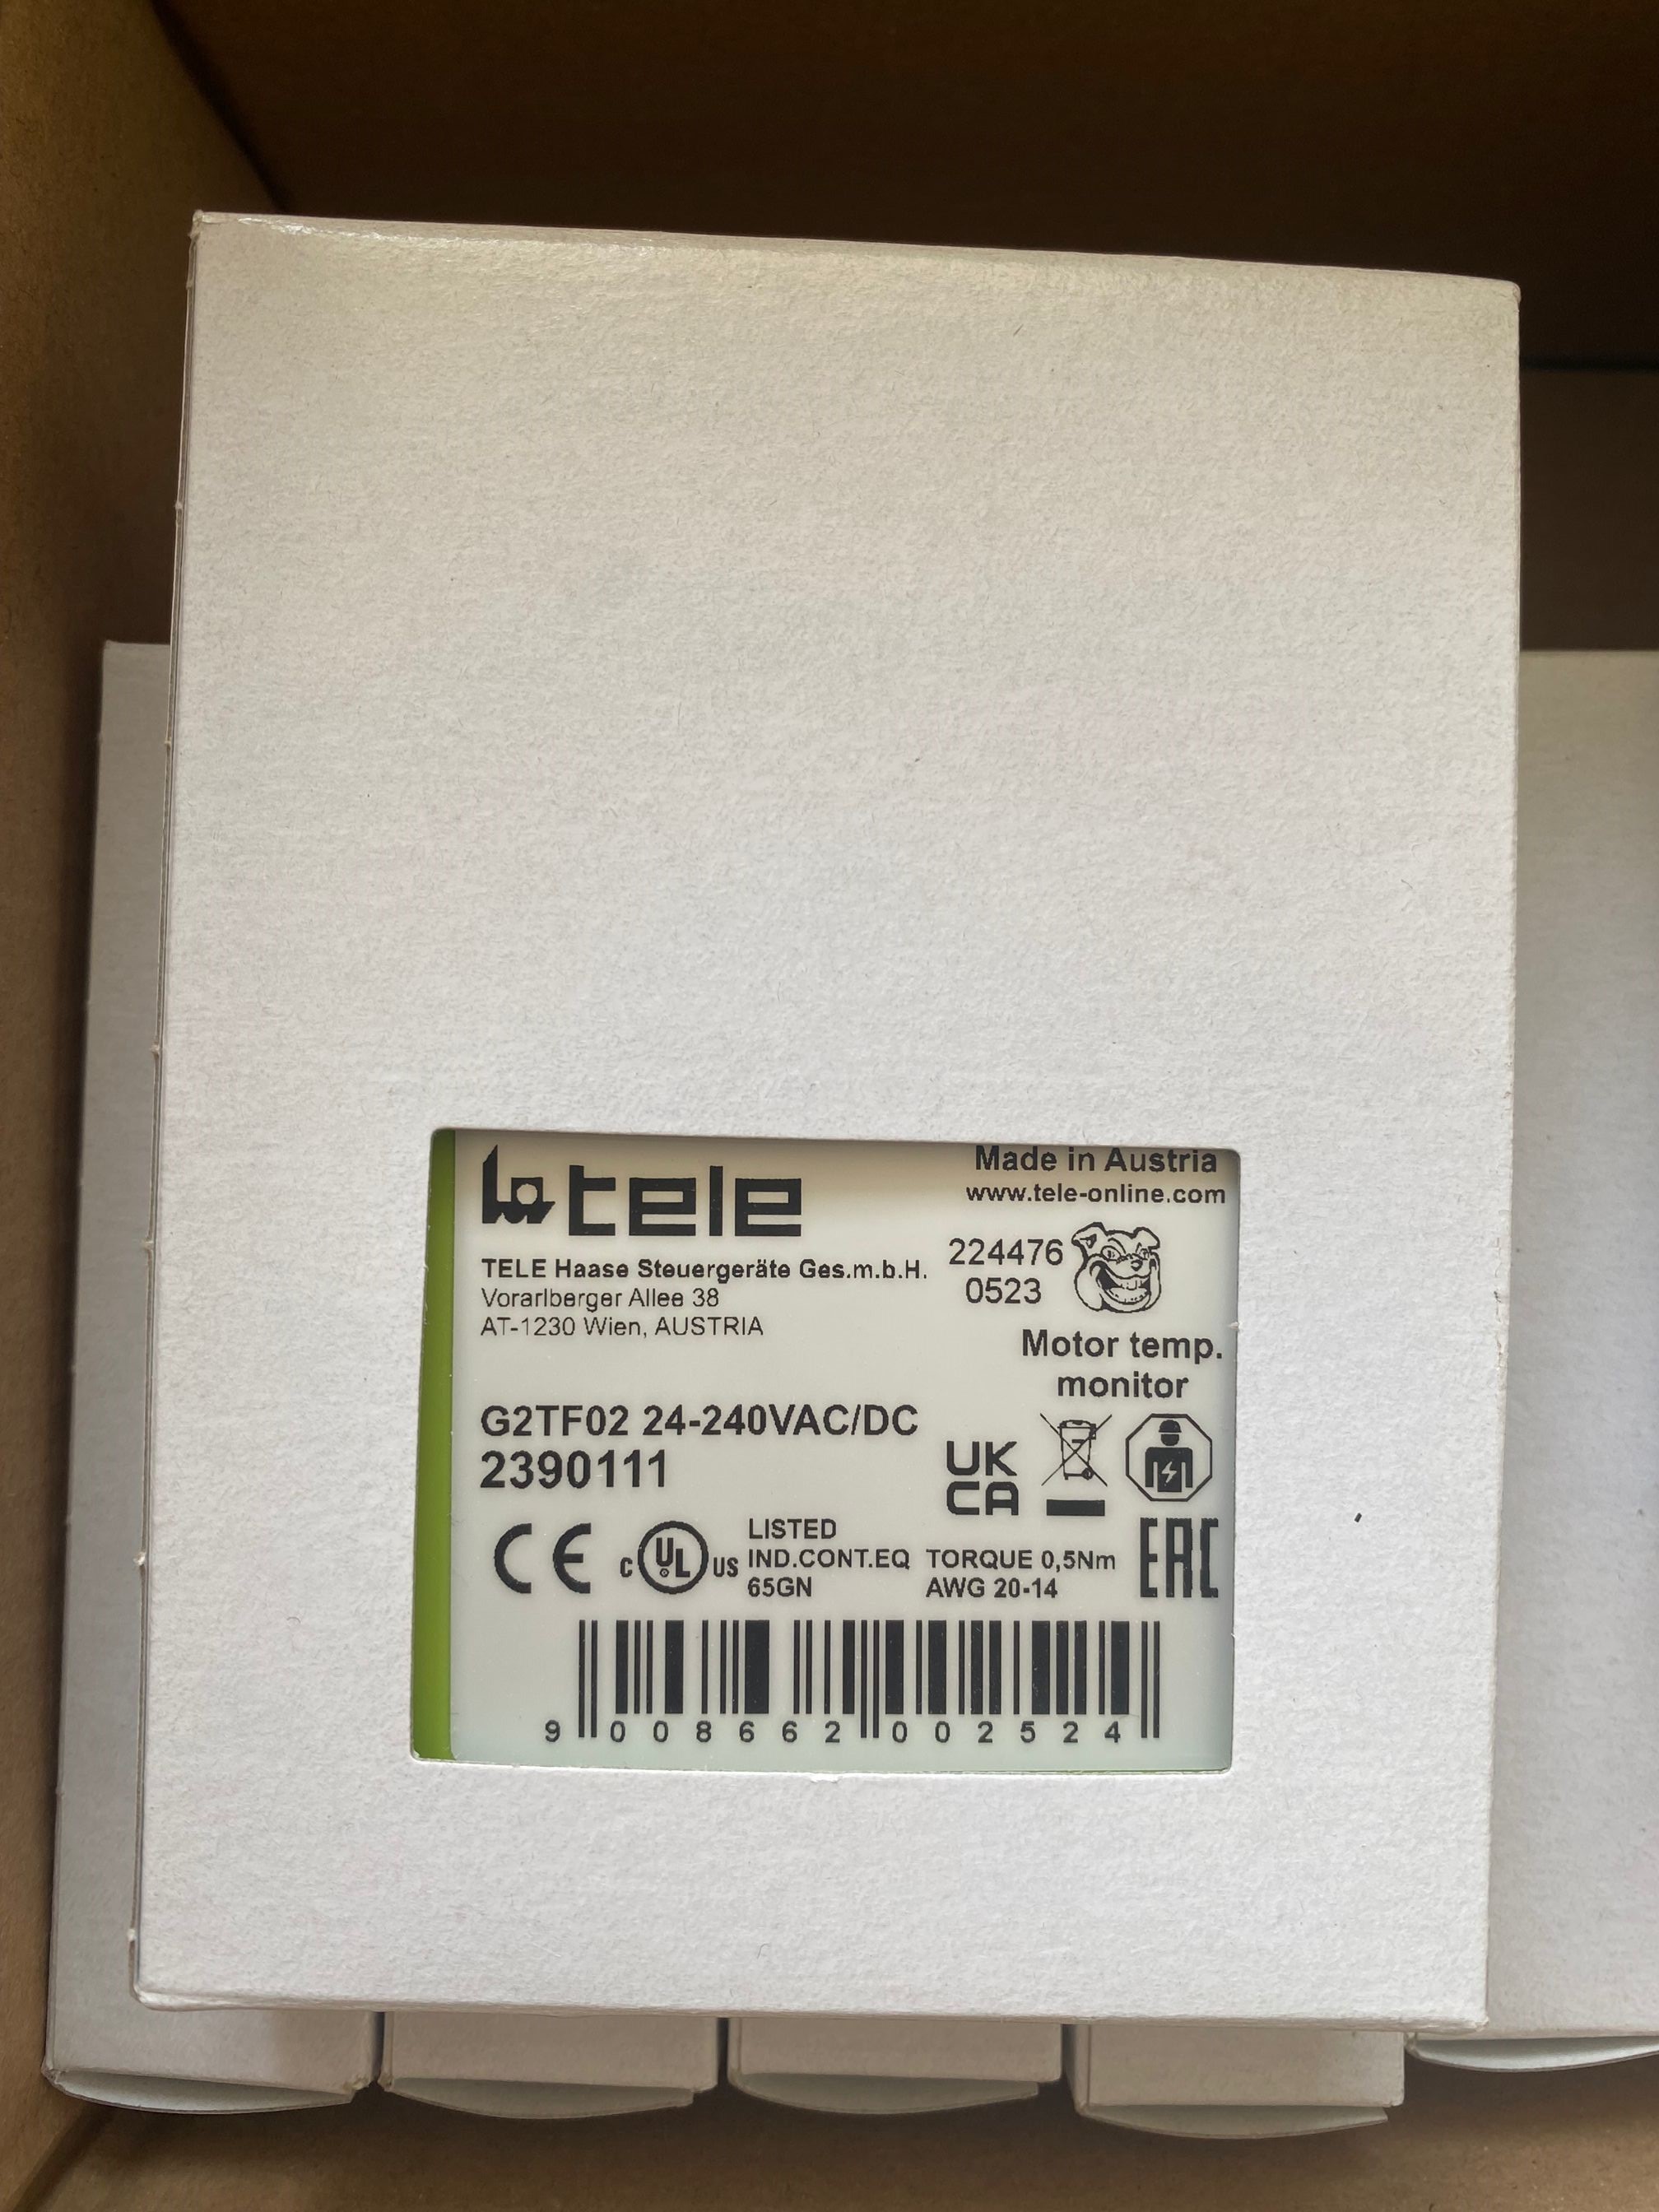 tele
Made in Austria
www.tele-online.com
TELE Haase Steuergeräte Ges.m.b.H.
Vorarlberger Allee 38
AT-1230 Wien, AUSTRIA
224476
0523
Motor temp.
monitor
G2TF02 24-240VAC/DC
2390111
UK
CA
CE
C UL US
LISTED
IND.CONT.EQ
65GN
TORQUE 0,5Nm
AWG 20-14
EAC
9 008662 002524